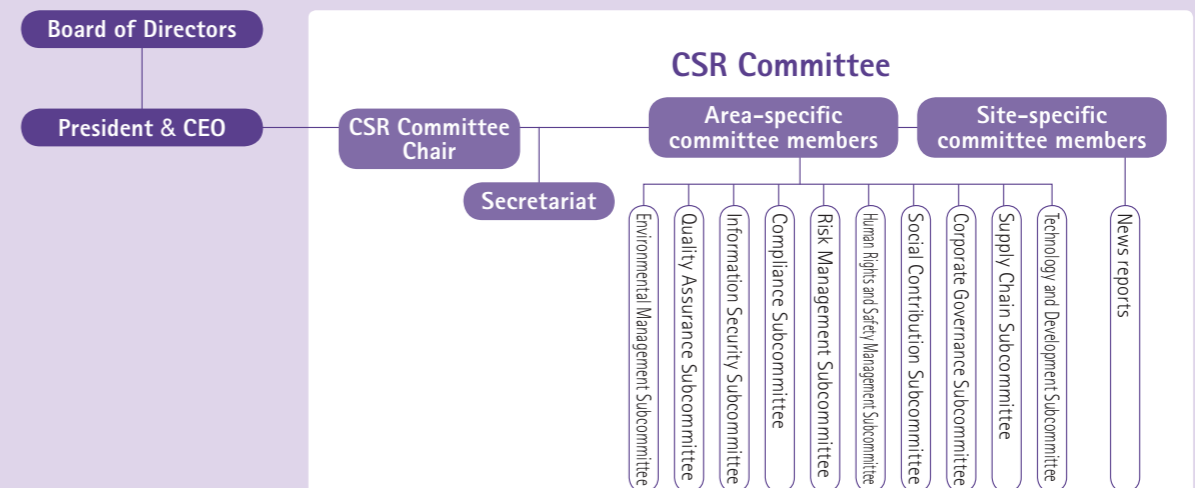 Board of Directors
CSR Committee
President & CEO
CSR Committee
Chair
Area-specific
committee members
Site-specific
committee members
Secretariat
Environmental Management Subcommittee
Quality Assurance Subcommittee
Information Security Subcommittee
Compliance Subcommittee
Risk Management Subcommittee
Human Rights and Safety Management Subcommittee
Social Contribution Subcommittee
Corporate Governance Subcommittee
Supply Chain Subcommittee
Technology and Development Subcommittee
News reports